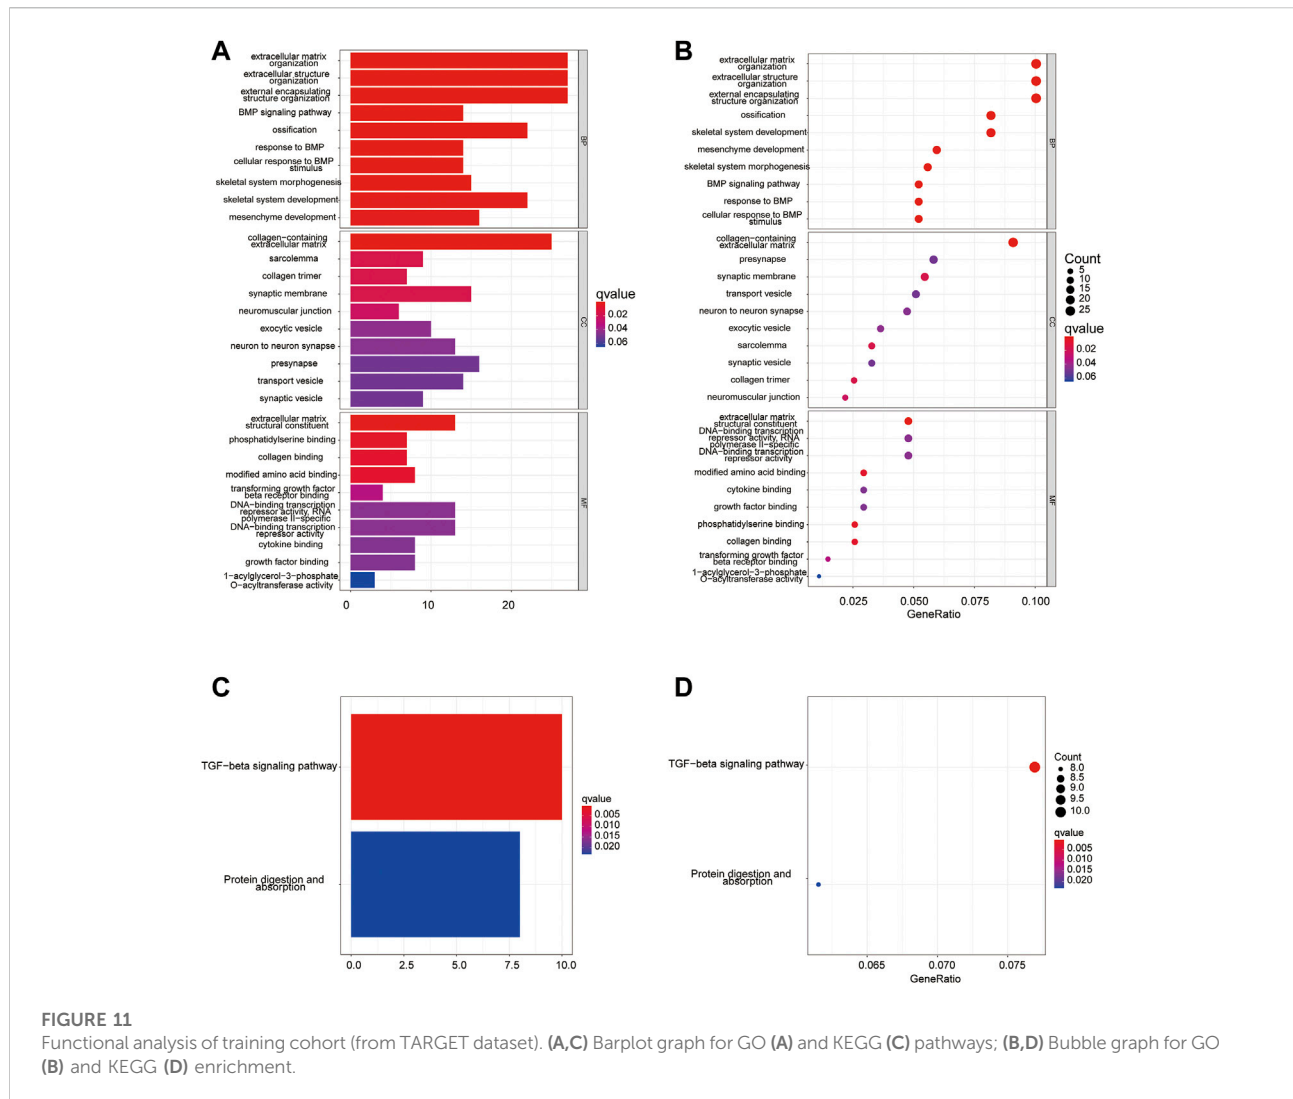 A
extracellular matrix
organization
extracellular structure
organization
external encapsulating
structure organization
BMP signaling pathway
ossification
response to BMP
cellular response to BMP
stimulus
skeletal system morphogenesis
skeletal system development
mesenchyme development
BP
collagen−containing
extracellular matrix
sarcolemma
collagen trimer
synaptic membrane
neuromuscular junction
exocytic vesicle
neuron to neuron synapse
presynapse
transport vesicle
synaptic vesicle
CC
extracellular matrix
structural constituent
phosphatidylserine binding
collagen binding
modified amino acid binding
transforming growth factor
beta receptor binding
DNA−binding transcription
repressor activity, RNA
polymerase II−specific
DNA−binding transcription
repressor activity
cytokine binding
growth factor binding
1−acylglycerol−3−phosphate
O−acyltransferase activity
MF
0 10 20
qvalue
0.02
0.04
0.06
B
extracellular matrix
organization
extracellular structure
organization
external encapsulating
structure organization
ossification
skeletal system development
mesenchyme development
skeletal system morphogenesis
BMP signaling pathway
response to BMP
cellular response to BMP
stimulus
BP
collagen−containing
extracellular matrix
presynapse
synaptic membrane
transport vesicle
neuron to neuron synapse
exocytic vesicle
sarcolemma
synaptic vesicle
collagen trimer
neuromuscular junction
CC
extracellular matrix
structural constituent
DNA−binding transcription
repressor activity, RNA
polymerase II−specific
DNA−binding transcription
repressor activity
modified amino acid binding
cytokine binding
growth factor binding
phosphatidylserine binding
collagen binding
transforming growth factor
beta receptor binding
1−acylglycerol−3−phosphate
O−acyltransferase activity
MF
0.025 0.050 0.075 0.100
GeneRatio
Count
5
10
15
20
25
qvalue
0.02
0.04
0.06
C
TGF−beta signaling pathway
Protein digestion and
absorption
0.0 2.5 5.0 7.5 10.0
qvalue
0.005
0.010
0.015
0.020
D
TGF−beta signaling pathway
Protein digestion and
absorption
0.065 0.070 0.075
GeneRatio
Count
8.0
8.5
9.0
9.5
10.0
qvalue
0.005
0.010
0.015
0.020
FIGURE 11
Functional analysis of training cohort (from TARGET dataset). (A,C) Barplot graph for GO (A) and KEGG (C) pathways; (B,D) Bubble graph for GO
(B) and KEGG (D) enrichment.